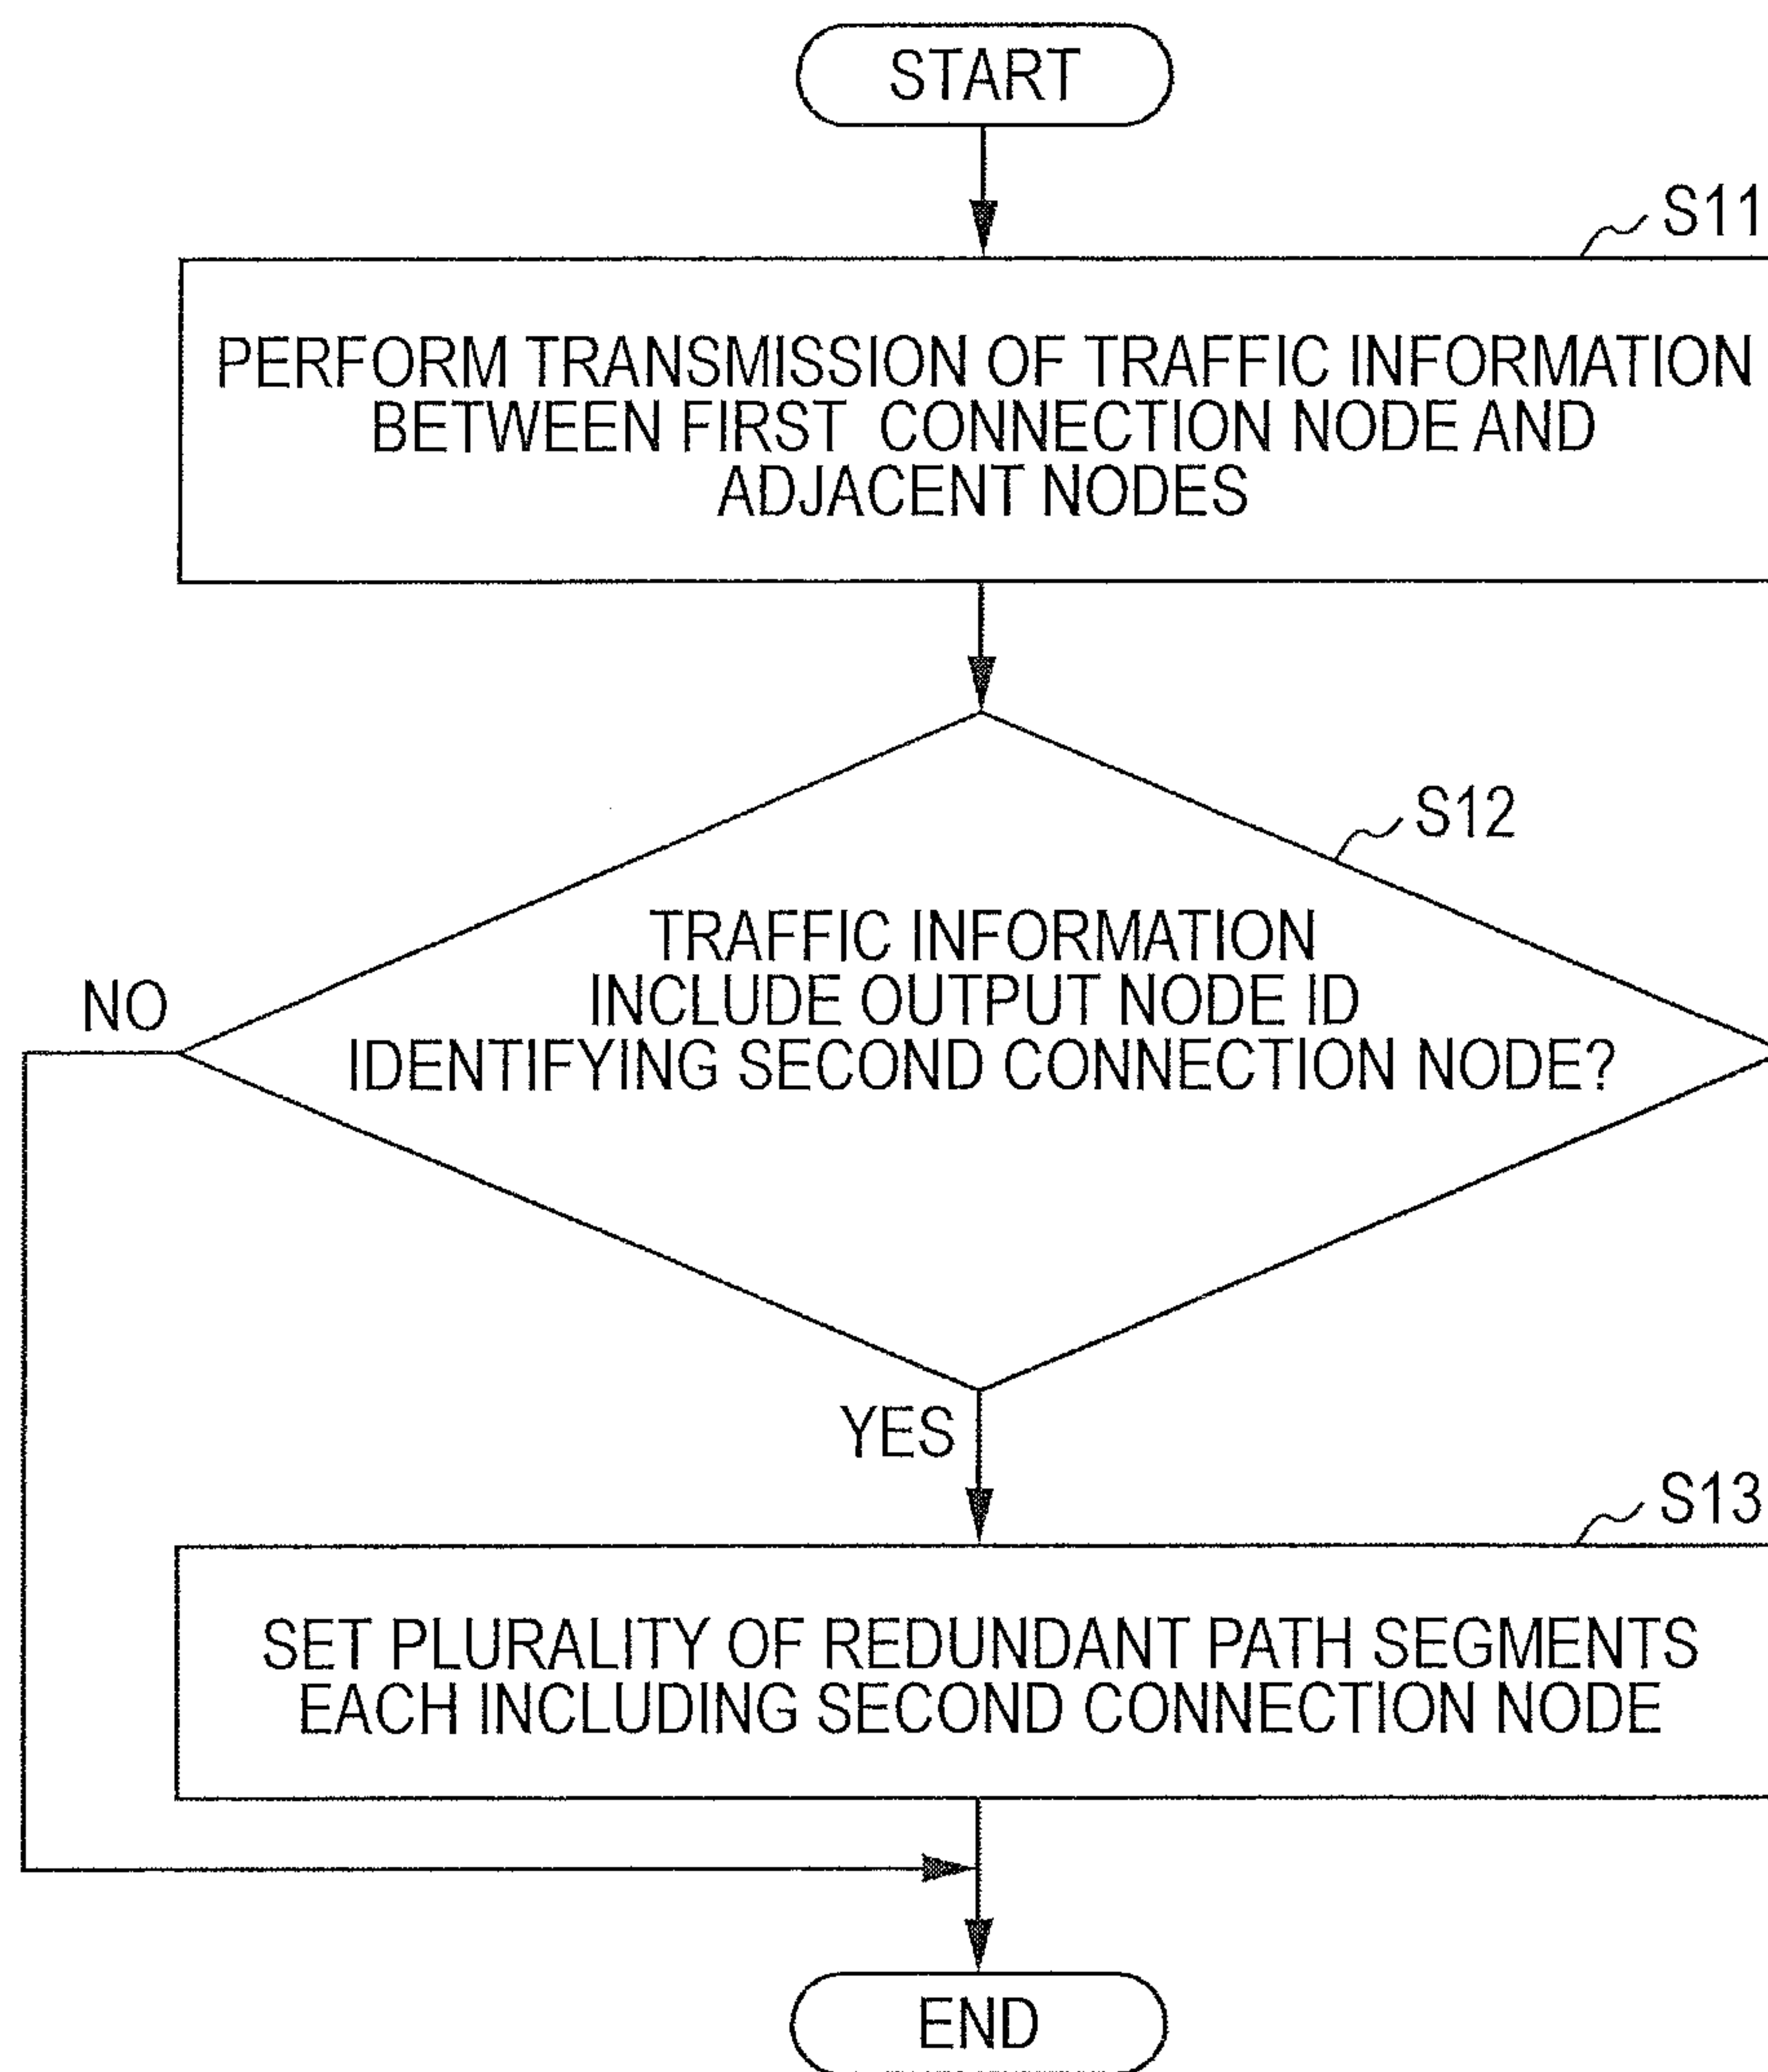 START
S11
PERFORM TRANSMISSION OF TRAFFIC INFORMATION
BETWEEN FIRST CONNECTION NODE AND
ADJACENT NODES
S12
TRAFFIC INFORMATION
INCLUDE OUTPUT NODE ID
IDENTIFYING SECOND CONNECTION NODE?
NO
YES
S13
SET PLURALITY OF REDUNDANT PATH SEGMENTS
EACH INCLUDING SECOND CONNECTION NODE
END